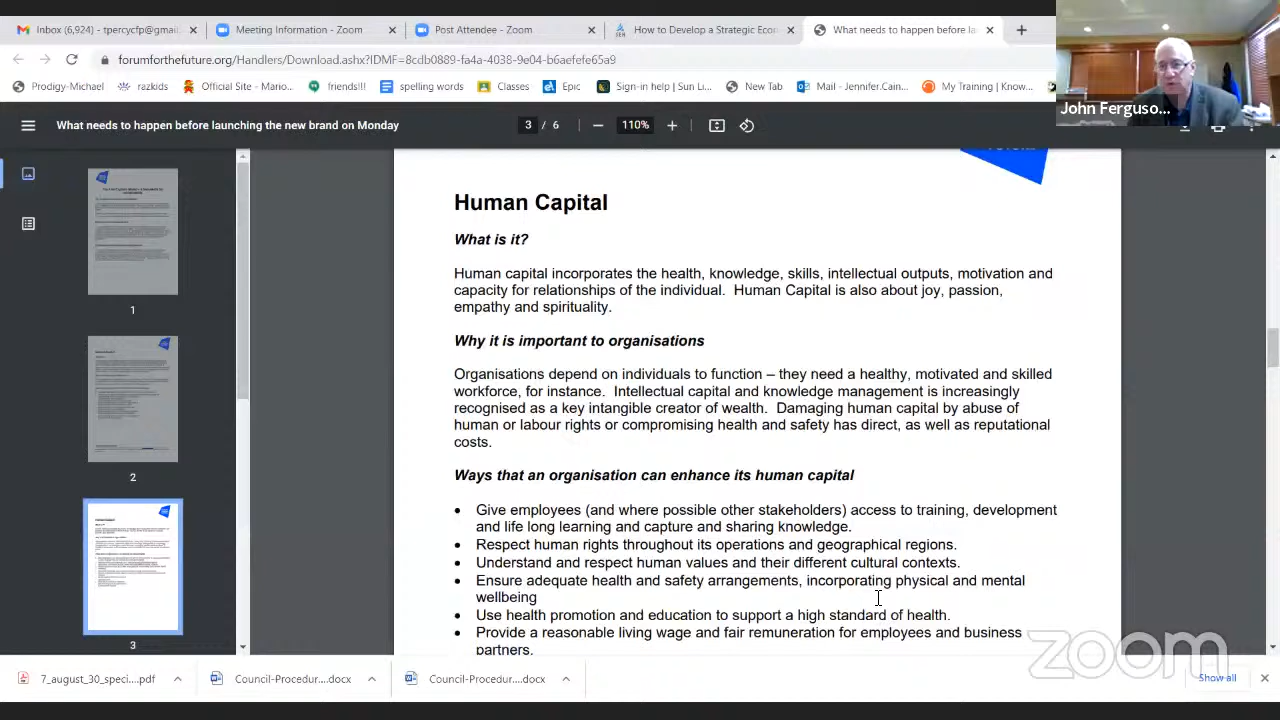 Inbox (6,924) - tpercycfp@gmai
Meeting Information - Zoom
Post Attendee - Zoom
How to Develop a Strategic Econ
What needs to happen before la
forumforthefuture.org/Handlers/Download.ashx?IDMF=8cdb0889-fa4a-4038-9e04-b6aefefe65a9
Prodigy-Michael
razkids
Official Site - Mario...
friends!!!
spelling words
Classes
Epic
Sign-in help | Sun Li...
New Tab
Mail - Jennifer.Cain...
My Training | Know...
John Ferguso...
What needs to happen before launching the new brand on
3 / 6
110%
Human Capital
What is it?
Human capital incorporates the health, knowledge, skills, intellectual outputs, motivation and
capacity for relationships of the individual. Human Capital is also about joy, passion,
empathy and spirituality.
Why it is important to organisations
Organisations depend on individuals to function – they need a healthy, motivated and skilled
workforce, for instance. Intellectual capital and knowledge management is increasingly
recognised as a key intangible creator of wealth. Damaging human capital by abuse of
human or labour rights or compromising health and safety has direct, as well as reputational
costs.
Ways that an organisation can enhance its human capital
• Give employees (and where possible other stakeholders) access to training, development
and life long learning and capture and sharing knowledge.
• Respect human rights throughout its operations and geographical regions.
• Understand and respect human values and their different cultural contexts.
• Ensure adequate health and safety arrangements, incorporating physical and mental
wellbeing
• Use health promotion and education to support a high standard of health.
• Provide a reasonable living wage and fair remuneration for employees and business
partners.
1
2
3
zoom
7_august_30_speci....pdf
Council-Procedur....docx
Council-Procedur....docx
Show all